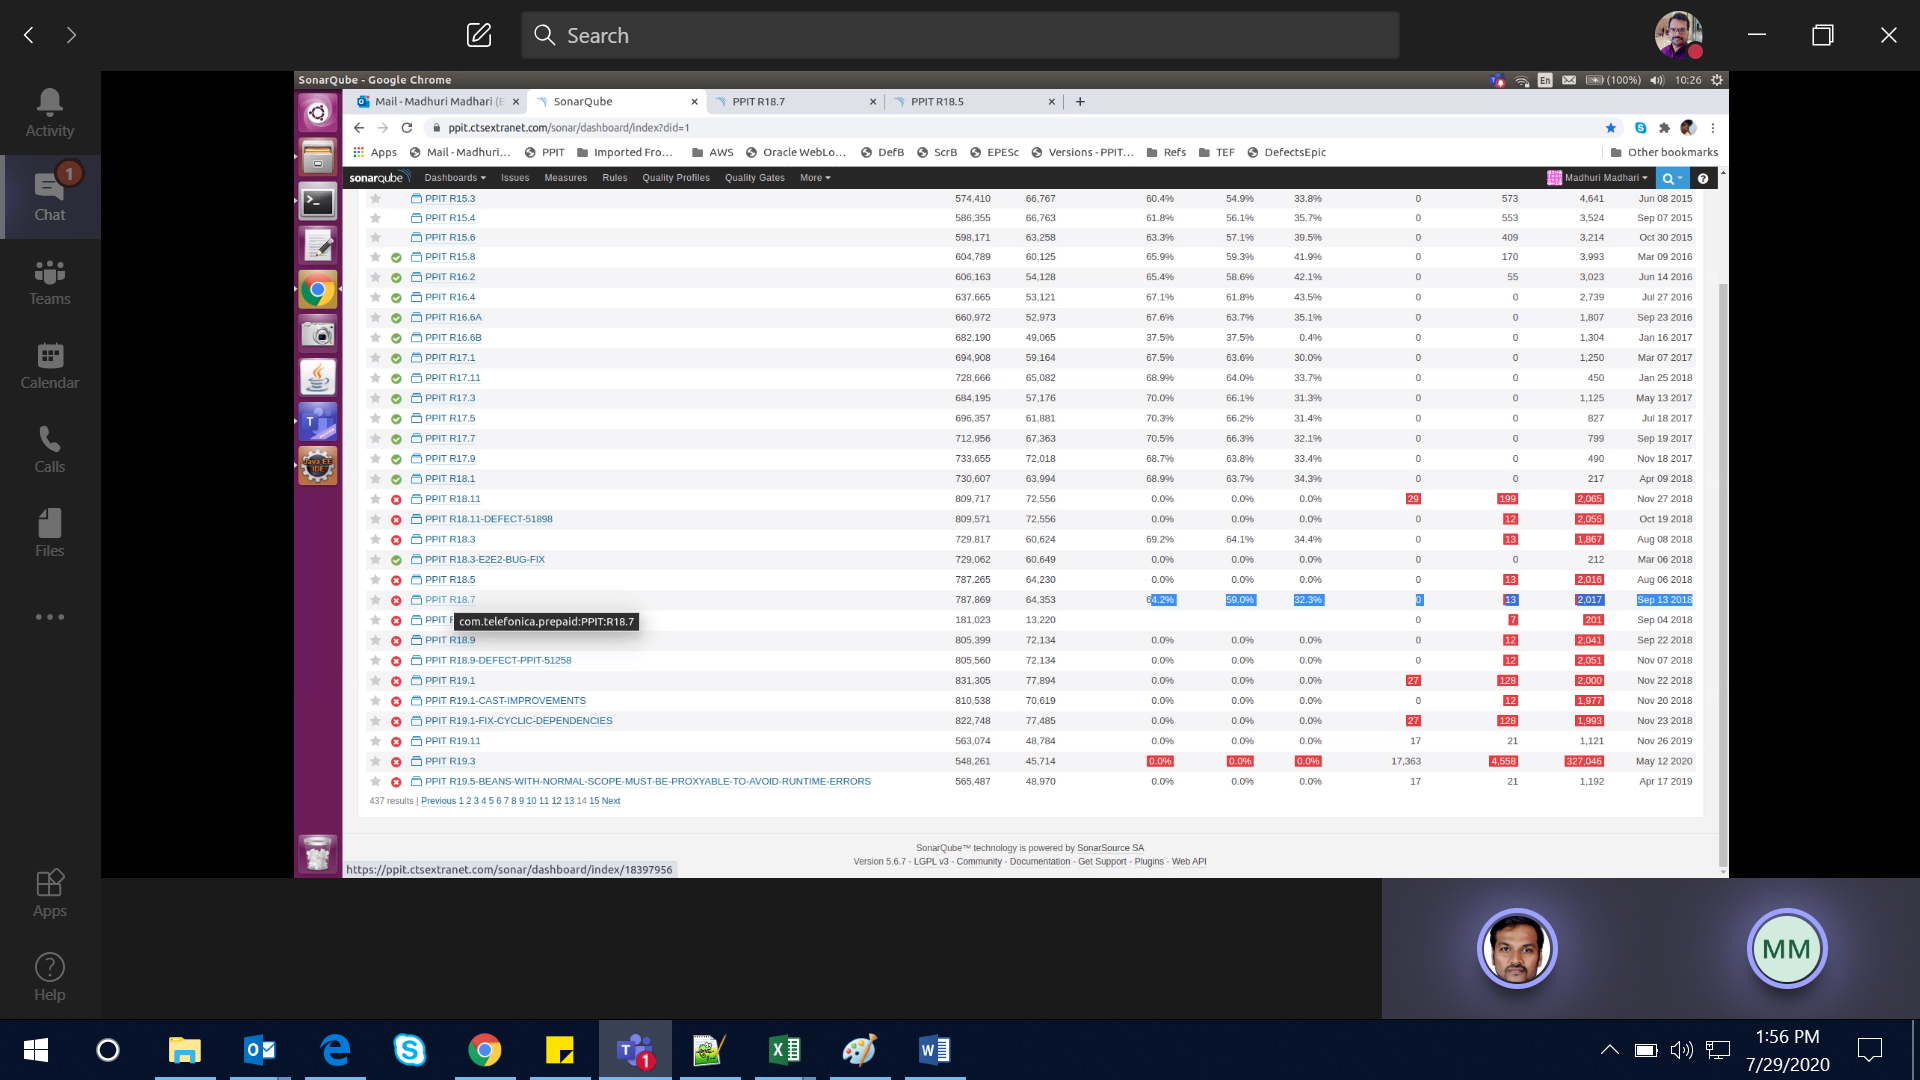 Search
SonarQube - Google Chrome
En (100%) 10:26
Mail - Madhuri Madhari (E
SonarQube
PPIT R18.7
PPIT R18.5
ppit.ctsextranet.com/sonar/dashboard/index?did=1
Apps Mail - Madhuri... PPIT Imported Fro... AWS Oracle WebLo... DefB ScrB EPESc Versions - PPIT... Refs TEF DefectsEpic Other bookmarks
sonarqube Dashboards Issues Measures Rules Quality Profiles Quality Gates More Madhuri Madhari
PPIT R15.3 574,410 66,767 60.4% 54.9% 33.8% 0 573 4,641 Jun 08 2015
PPIT R15.4 586,355 66,763 61.8% 56.1% 35.7% 0 553 3,524 Sep 07 2015
PPIT R15.6 598,171 63,258 63.3% 57.1% 39.5% 0 409 3,214 Oct 30 2015
PPIT R15.8 604,789 60,125 65.9% 59.3% 41.9% 0 170 3,993 Mar 09 2016
PPIT R16.2 606,163 54,128 65.4% 58.6% 42.1% 0 55 3,023 Jun 14 2016
PPIT R16.4 637,665 53,121 67.1% 61.8% 43.5% 0 0 2,739 Jul 27 2016
PPIT R16.6A 660,972 52,973 67.6% 63.7% 35.1% 0 0 1,807 Sep 23 2016
PPIT R16.6B 682,190 49,065 37.5% 37.5% 0.4% 0 0 1,304 Jan 16 2017
PPIT R17.1 694,908 59,164 67.5% 63.6% 30.0% 0 0 1,250 Mar 07 2017
PPIT R17.11 728,666 65,082 68.9% 64.0% 33.7% 0 0 450 Jan 25 2018
PPIT R17.3 684,195 57,176 70.0% 66.1% 31.3% 0 0 1,125 May 13 2017
PPIT R17.5 696,357 61,881 70.3% 66.2% 31.4% 0 0 827 Jul 18 2017
PPIT R17.7 712,956 67,363 70.5% 66.3% 32.1% 0 0 799 Sep 19 2017
PPIT R17.9 733,655 72,018 68.7% 63.8% 33.4% 0 0 490 Nov 18 2017
PPIT R18.1 730,607 63,994 68.9% 63.7% 34.3% 0 0 217 Apr 09 2018
PPIT R18.11 809,717 72,556 0.0% 0.0% 0.0% 29 199 2,065 Nov 27 2018
PPIT R18.11-DEFECT-51898 809,571 72,556 0.0% 0.0% 0.0% 0 12 2,055 Oct 19 2018
PPIT R18.3 729,817 60,624 69.2% 64.1% 34.4% 0 13 1,867 Aug 08 2018
PPIT R18.3-E2E2-BUG-FIX 729,062 60,649 0.0% 0.0% 0.0% 0 0 212 Mar 06 2018
PPIT R18.5 787,265 64,230 0.0% 0.0% 0.0% 0 13 2,016 Aug 06 2018
PPIT R18.7 787,869 64,353 64.2% 59.0% 32.3% 0 13 2,017 Sep 13 2018
PPIT 181,023 13,220 0 7 201 Sep 04 2018
com.telefonica.prepaid:PPIT:R18.7
PPIT R18.9 805,399 72,134 0.0% 0.0% 0.0% 0 12 2,041 Sep 22 2018
PPIT R18.9-DEFECT-PPIT-51258 805,560 72,134 0.0% 0.0% 0.0% 0 12 2,051 Nov 07 2018
PPIT R19.1 831,305 77,894 0.0% 0.0% 0.0% 27 128 2,000 Nov 22 2018
PPIT R19.1-CAST-IMPROVEMENTS 810,538 70,619 0.0% 0.0% 0.0% 0 12 1,977 Nov 20 2018
PPIT R19.1-FIX-CYCLIC-DEPENDENCIES 822,748 77,485 0.0% 0.0% 0.0% 27 128 1,993 Nov 23 2018
PPIT R19.11 563,074 48,784 0.0% 0.0% 0.0% 17 21 1,121 Nov 26 2019
PPIT R19.3 548,261 45,714 0.0% 0.0% 0.0% 17,363 4,558 327,046 May 12 2020
PPIT R19.5-BEANS-WITH-NORMAL-SCOPE-MUST-BE-PROXYABLE-TO-AVOID-RUNTIME-ERRORS 565,487 48,970 0.0% 0.0% 0.0% 17 21 1,192 Apr 17 2019
437 results | Previous 1 2 3 4 5 6 7 8 9 10 11 12 13 14 15 Next
SonarQube™ technology is powered by SonarSource SA
Version 5.6.7 - LGPL v3 - Community - Documentation - Get Support - Plugins - Web API
https://ppit.ctsextranet.com/sonar/dashboard/index/18397956
Activity
1
Chat
Teams
Calendar
Calls
Files
Apps
Help
MM
1
1:56 PM
7/29/2020